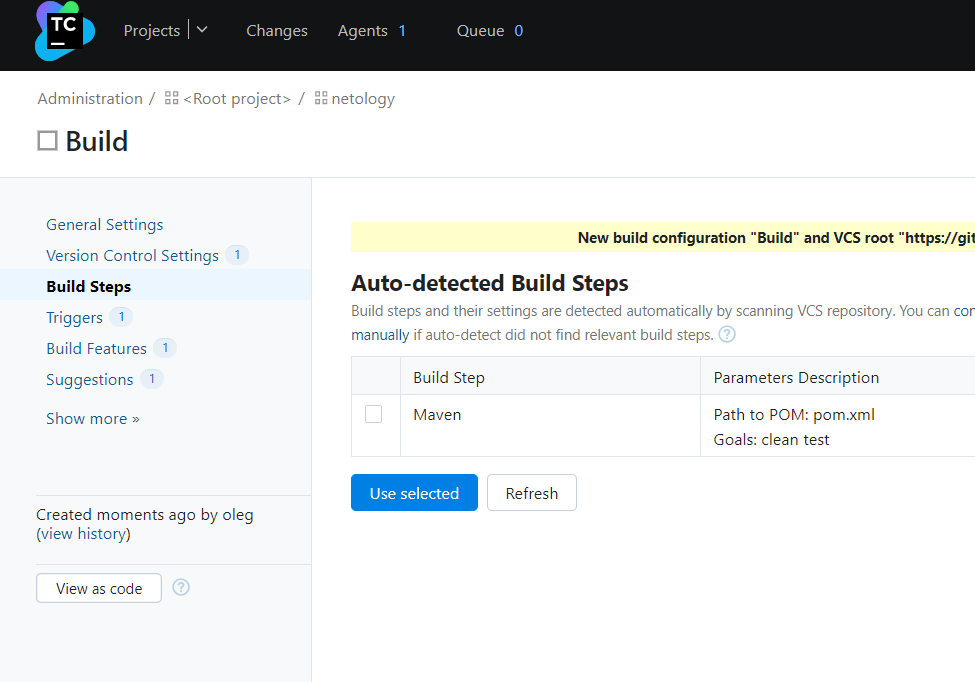 TC
Projects
Changes
Agents 1
Queue 0
Administration / <Root project> / netology
Build
General Settings
Version Control Settings 1
Build Steps
Triggers 1
Build Features 1
Suggestions 1
Show more »
Created moments ago by oleg
(view history)
View as code ?
New build configuration "Build" and VCS root "https://git
Auto-detected Build Steps
Build steps and their settings are detected automatically by scanning VCS repository. You can con
manually if auto-detect did not find relevant build steps. ?
Build Step Parameters Description
Maven Path to POM: pom.xml
Goals: clean test
Use selected Refresh